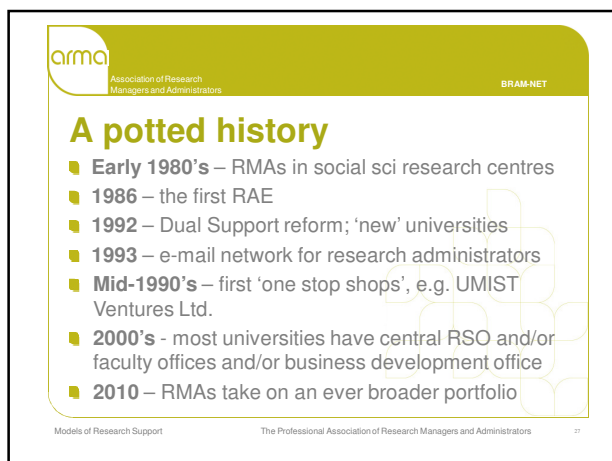 arma
Association of Research
Managers and Administrators
BRAM-NET
A potted history
Early 1980's – RMAs in social sci research centres
1986 – the first RAE
1992 – Dual Support reform; 'new' universities
1993 – e-mail network for research administrators
Mid-1990's – first 'one stop shops', e.g. UMIST
Ventures Ltd.
2000's - most universities have central RSO and/or
faculty offices and/or business development office
2010 – RMAs take on an ever broader portfolio
Models of Research Support
The Professional Association of Research Managers and Administrators
27